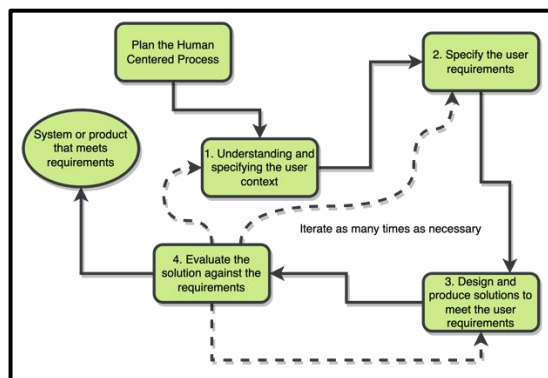 Plan the Human
Centered Process
2. Specify the user
requirements
System or product
that meets
requirements
1. Understanding and
specifying the user
context
Iterate as many times as necessary
4. Evaluate the
solution against the
requirements
3. Design and
produce solutions to
meet the user
requirements